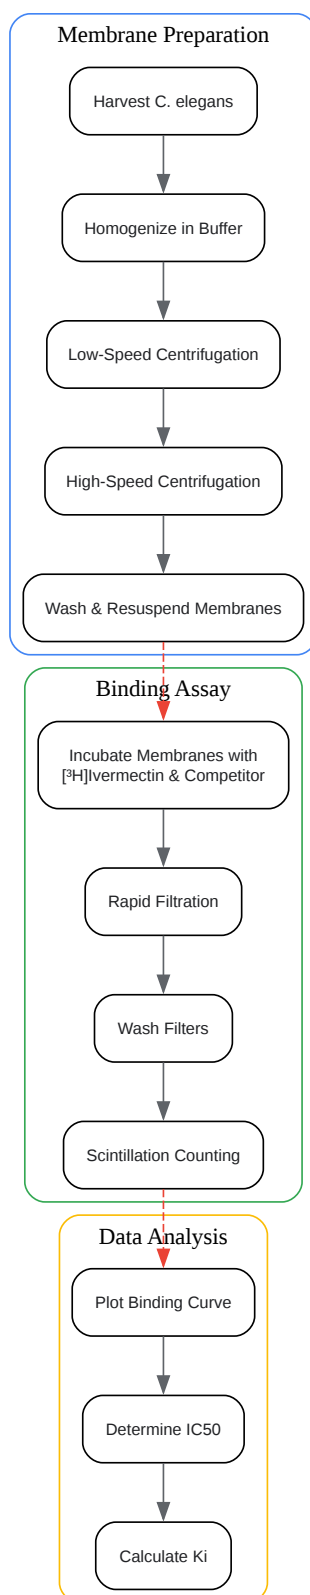 Membrane Preparation
Harvest C. elegans
Homogenize in Buffer
Low-Speed Centrifugation
High-Speed Centrifugation
Wash & Resuspend Membranes
Binding Assay
Incubate Membranes with
[³H]Ivermectin & Competitor
Rapid Filtration
Wash Filters
Scintillation Counting
Data Analysis
Plot Binding Curve
Determine IC50
Calculate Ki